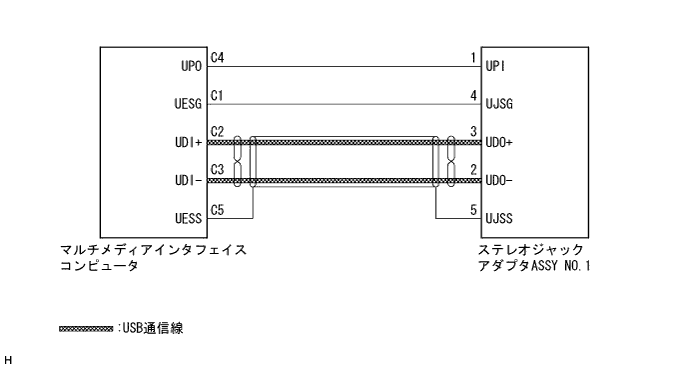 UPO C4 1 UPI
UESG C1 4 UJSG
UDI+ C2 3 UDO+
UDI- C3 2 UDO-
UESS C5 5 UJSS
マルチメディアインタフェイス
コンピュータ
ステレオジャック
アダプタASSY NO.1
:USB通信線
H